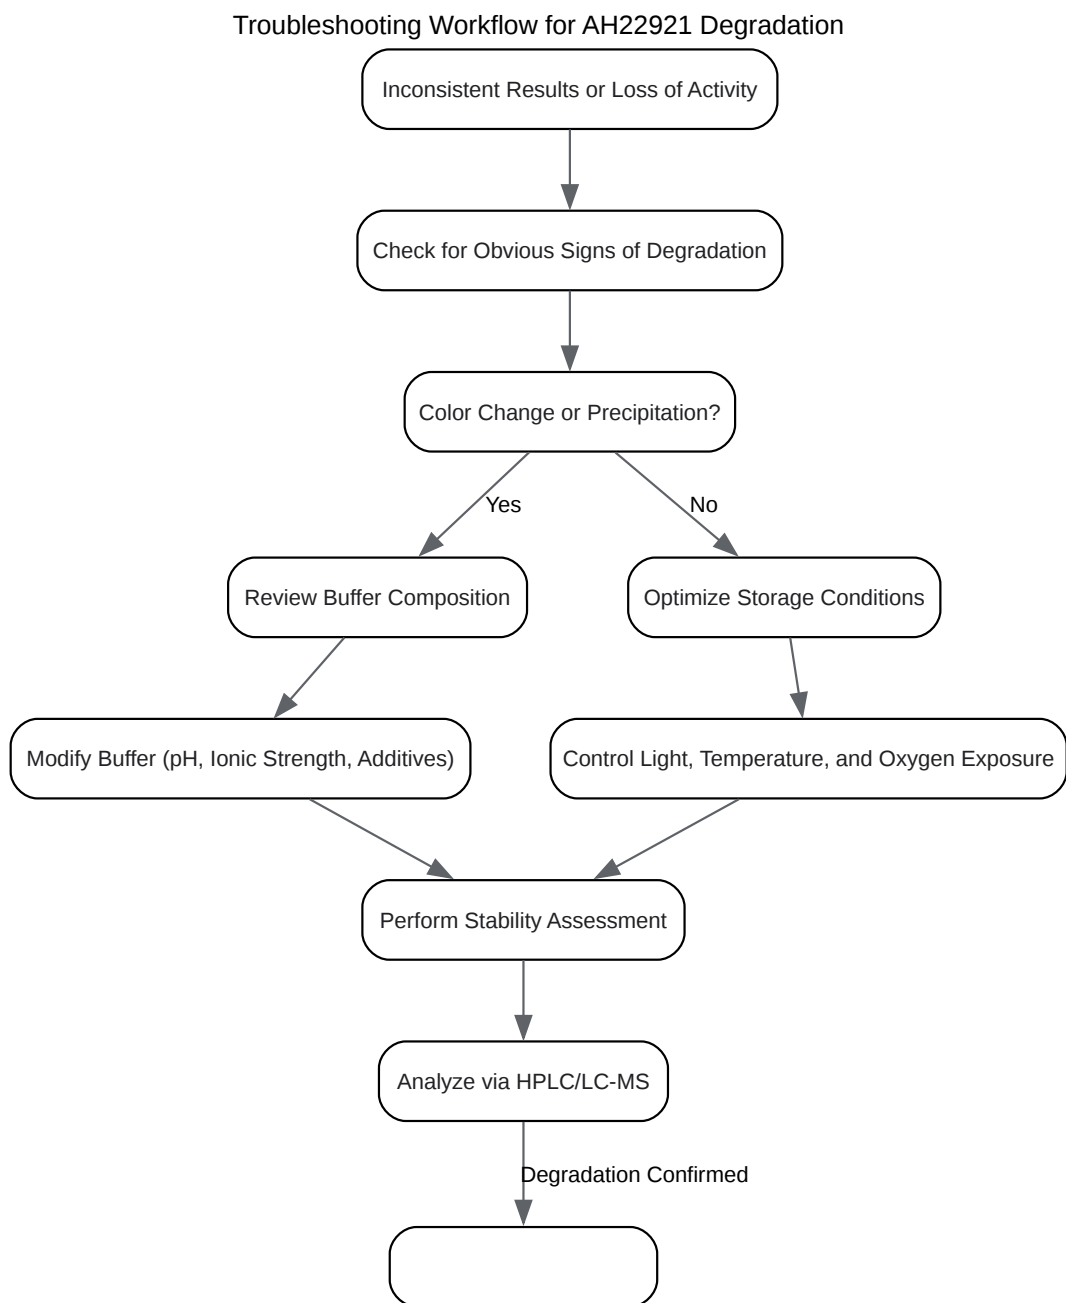 Troubleshooting Workflow for AH22921 Degradation
Inconsistent Results or Loss of Activity
Check for Obvious Signs of Degradation
Color Change or Precipitation?
Yes
No
Review Buffer Composition
Optimize Storage Conditions
Modify Buffer (pH, Ionic Strength, Additives)
Control Light, Temperature, and Oxygen Exposure
Perform Stability Assessment
Analyze via HPLC/LC-MS
Degradation Confirmed